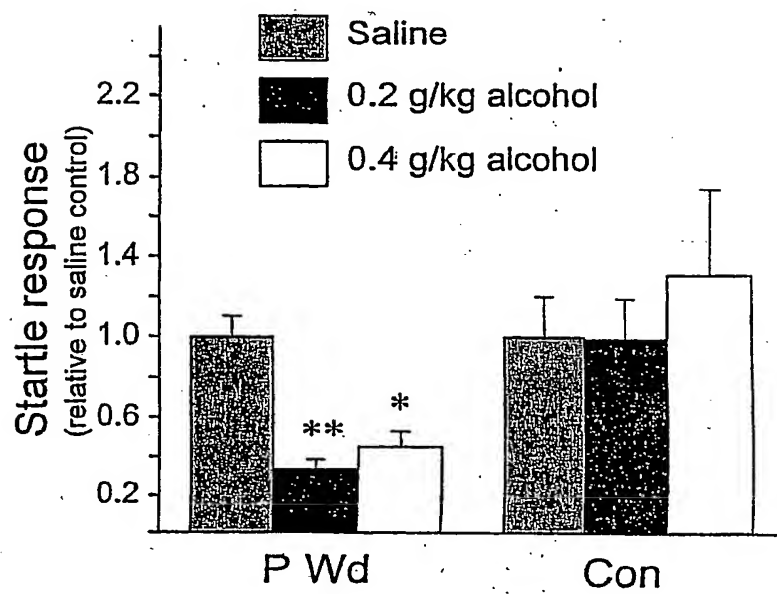 Saline
0.2 g/kg alcohol
0.4 g/kg alcohol
Startle response
(relative to saline control)
2.2
1.8
1.4
1.0
0.6
0.2
**
*
P Wd
Con